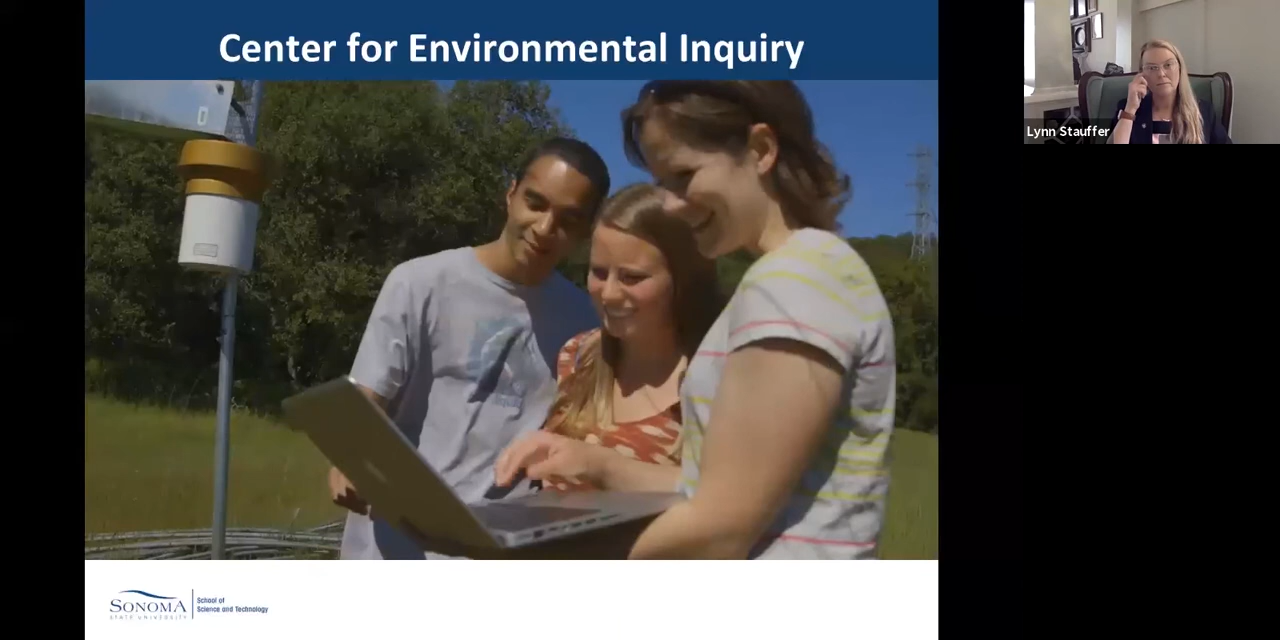 Center for Environmental Inquiry
Lynn Stauffer
SONOMA
STATE UNIVERSITY
School of
Science and Technology